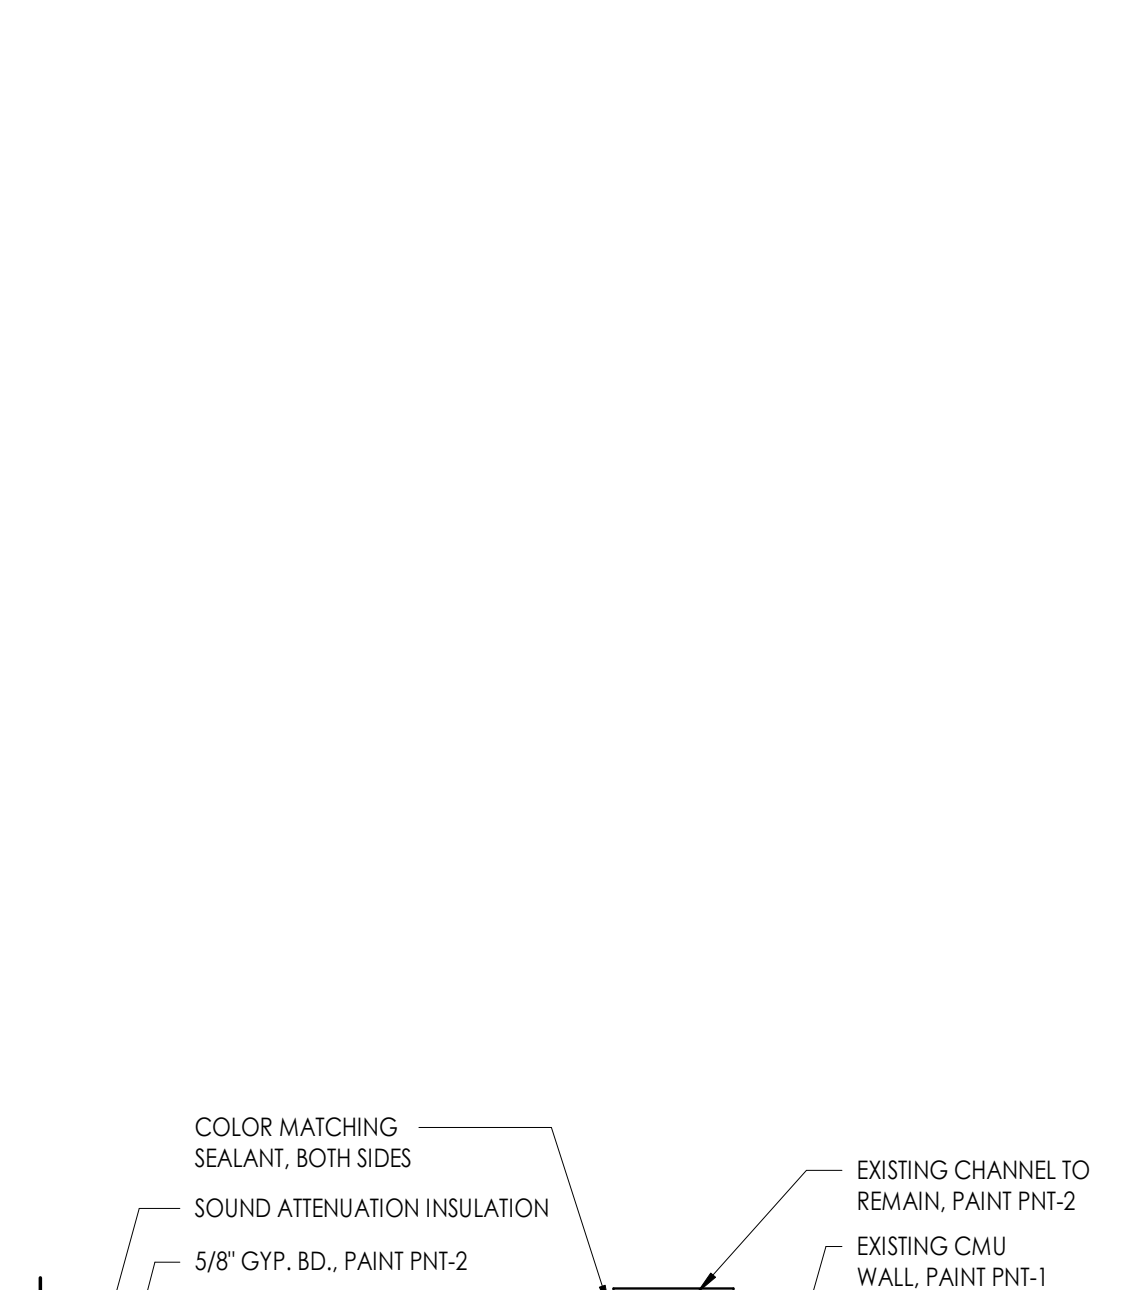 COLOR MATCHING
SEALANT, BOTH SIDES
SOUND ATTENUATION INSULATION
5/8" GYP. BD., PAINT PNT-2
EXISTING CHANNEL TO
REMAIN, PAINT PNT-2
EXISTING CMU
WALL, PAINT PNT-1